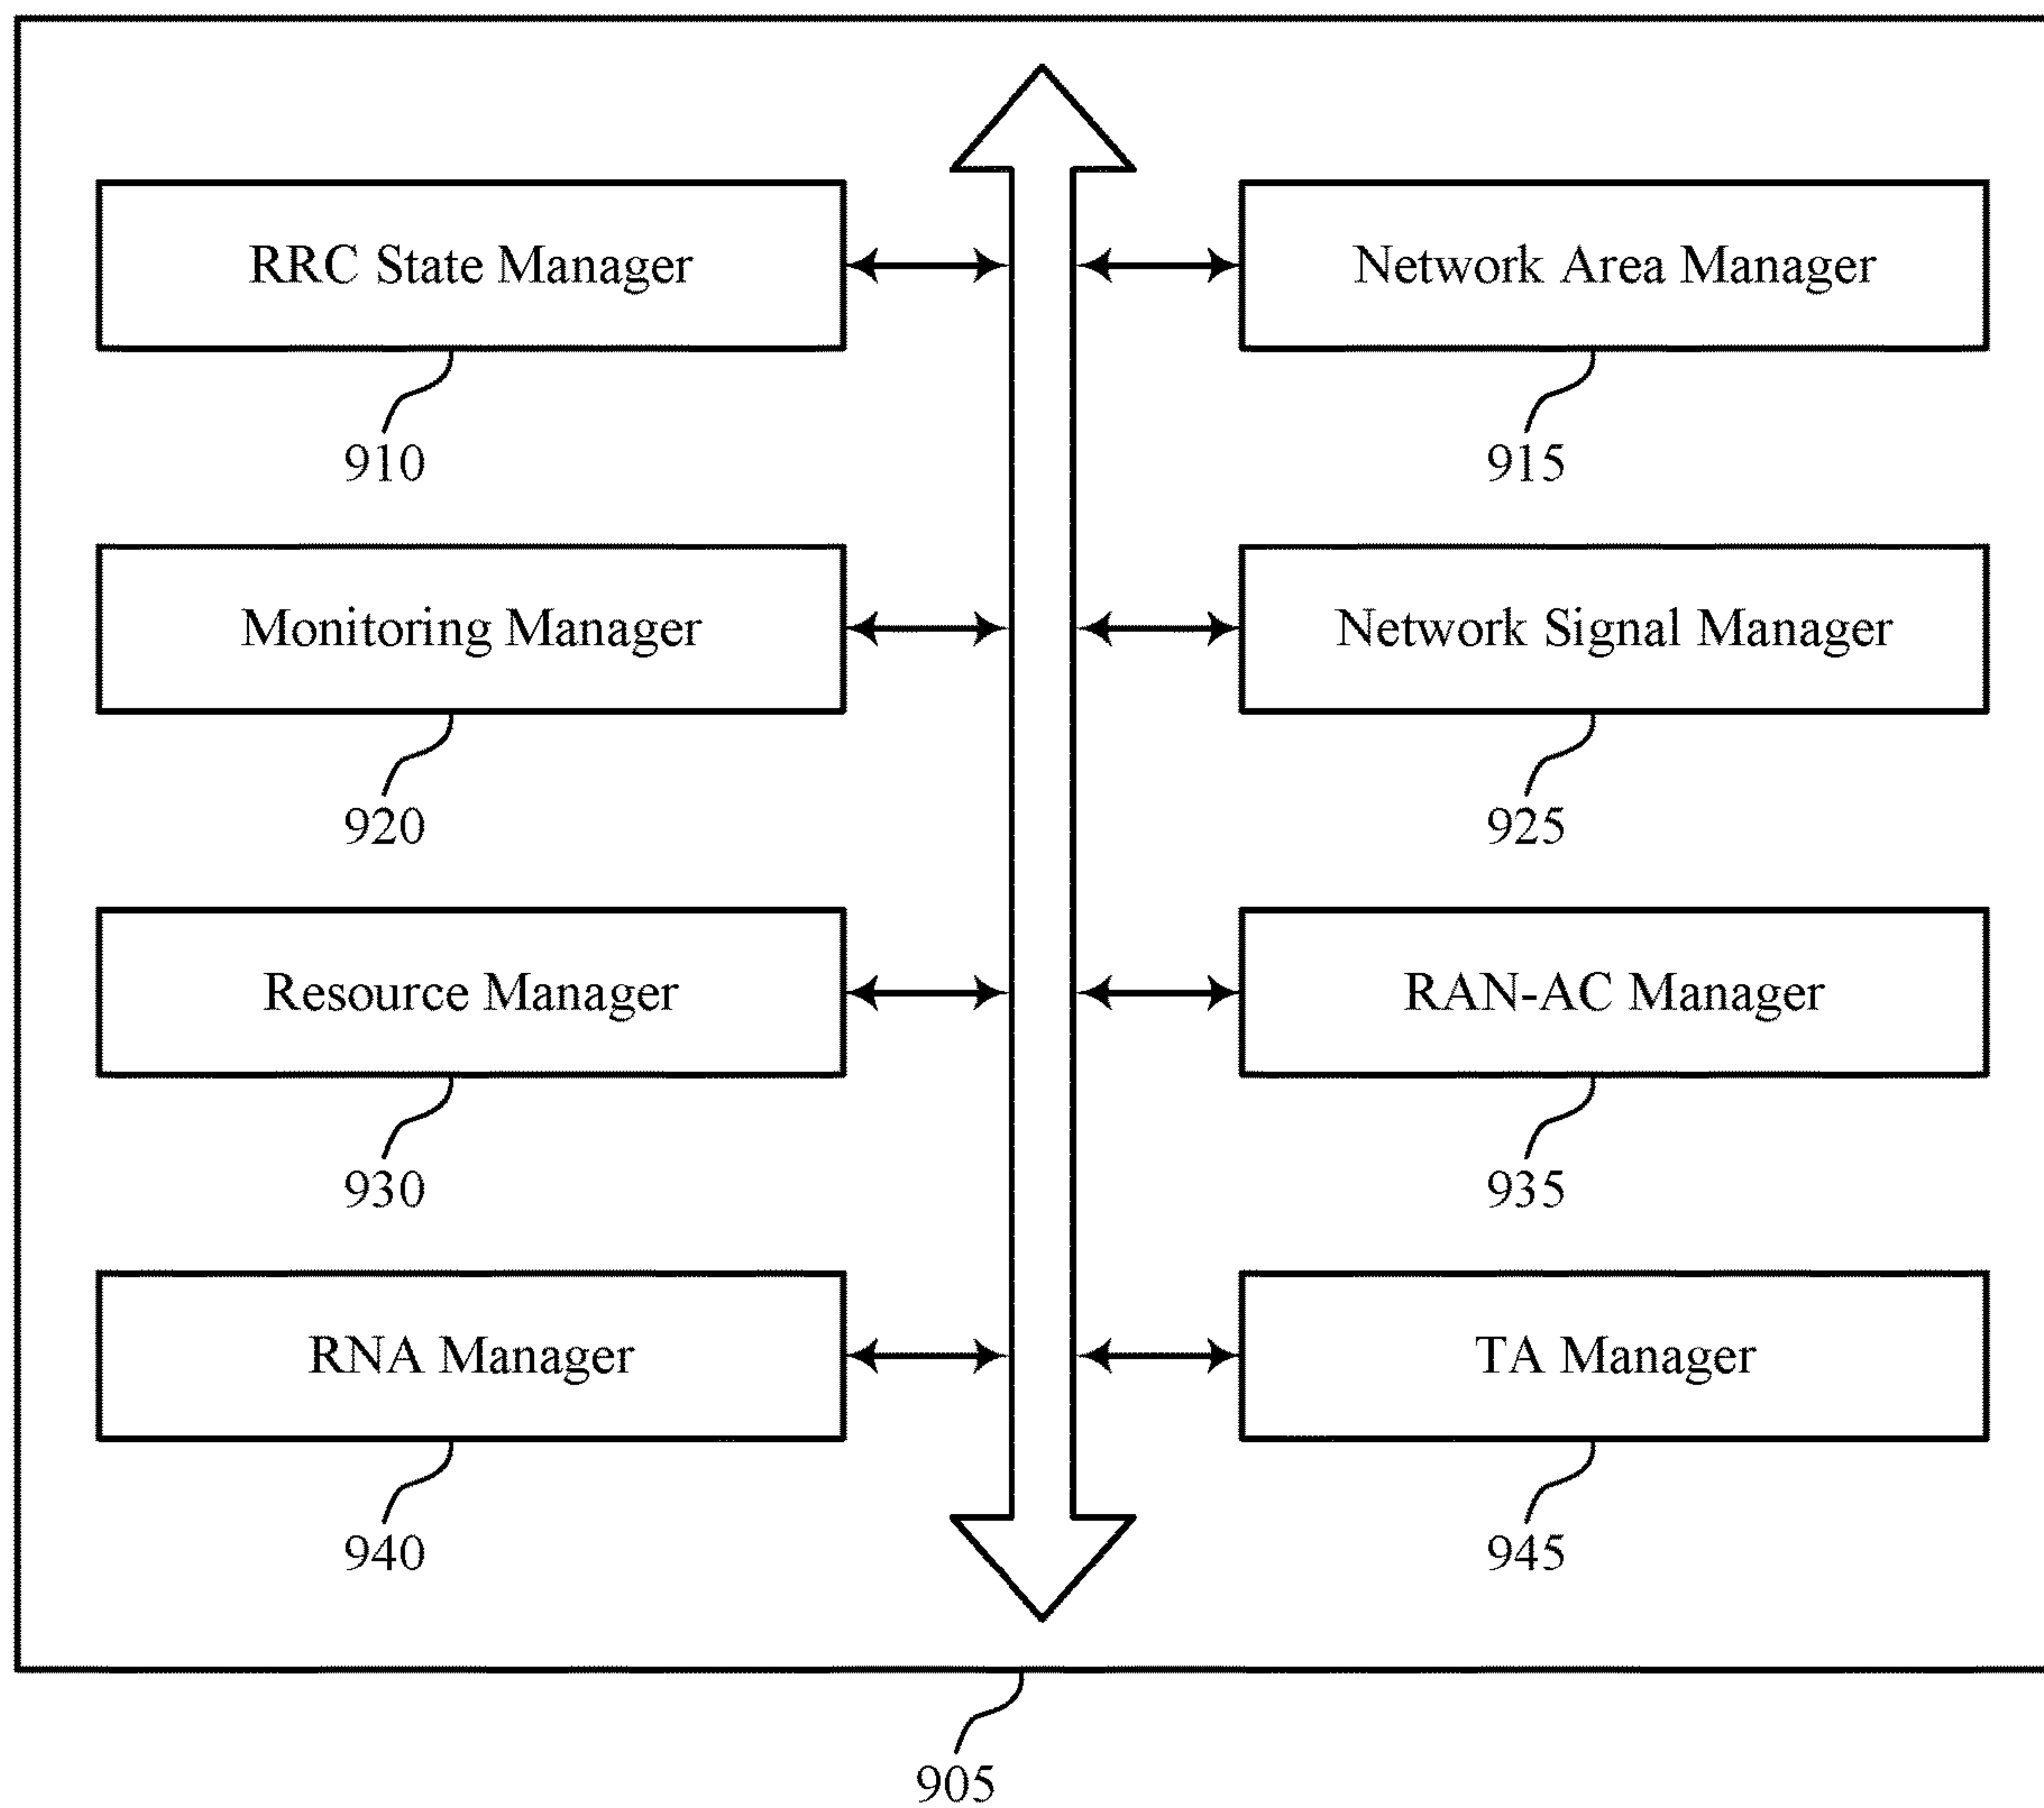 RRC State Manager
Network Area Manager
910
915
Monitoring Manager
Network Signal Manager
920
925
Resource Manager
RAN-AC Manager
930
935
RNA Manager
TA Manager
940
945
905